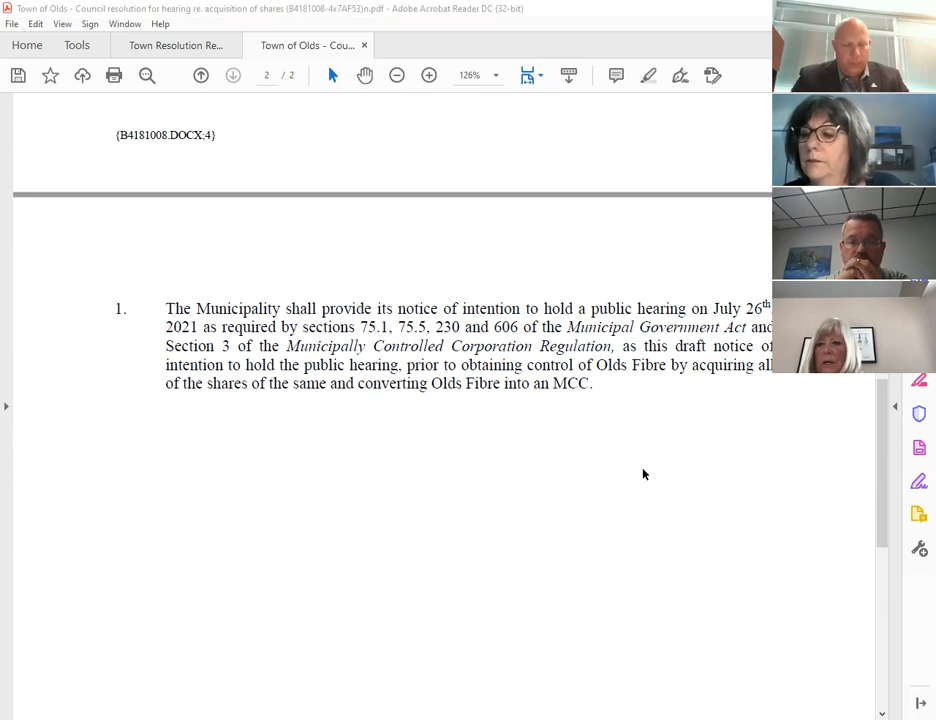 Town of Olds - Council resolution for hearing re. acquisition of shares (B4181008-4x7AF53)n.pdf - Adobe Acrobat Reader DC (32-bit)
File Edit View Sign Window Help
Home Tools Town Resolution Re... Town of Olds - Cou... ×
2 / 2 126%
{B4181008.DOCX;4}
1. The Municipality shall provide its notice of intention to hold a public hearing on July 26th
2021 as required by sections 75.1, 75.5, 230 and 606 of the Municipal Government Act and
Section 3 of the Municipally Controlled Corporation Regulation, as this draft notice of
intention to hold the public hearing, prior to obtaining control of Olds Fibre by acquiring all
of the shares of the same and converting Olds Fibre into an MCC.